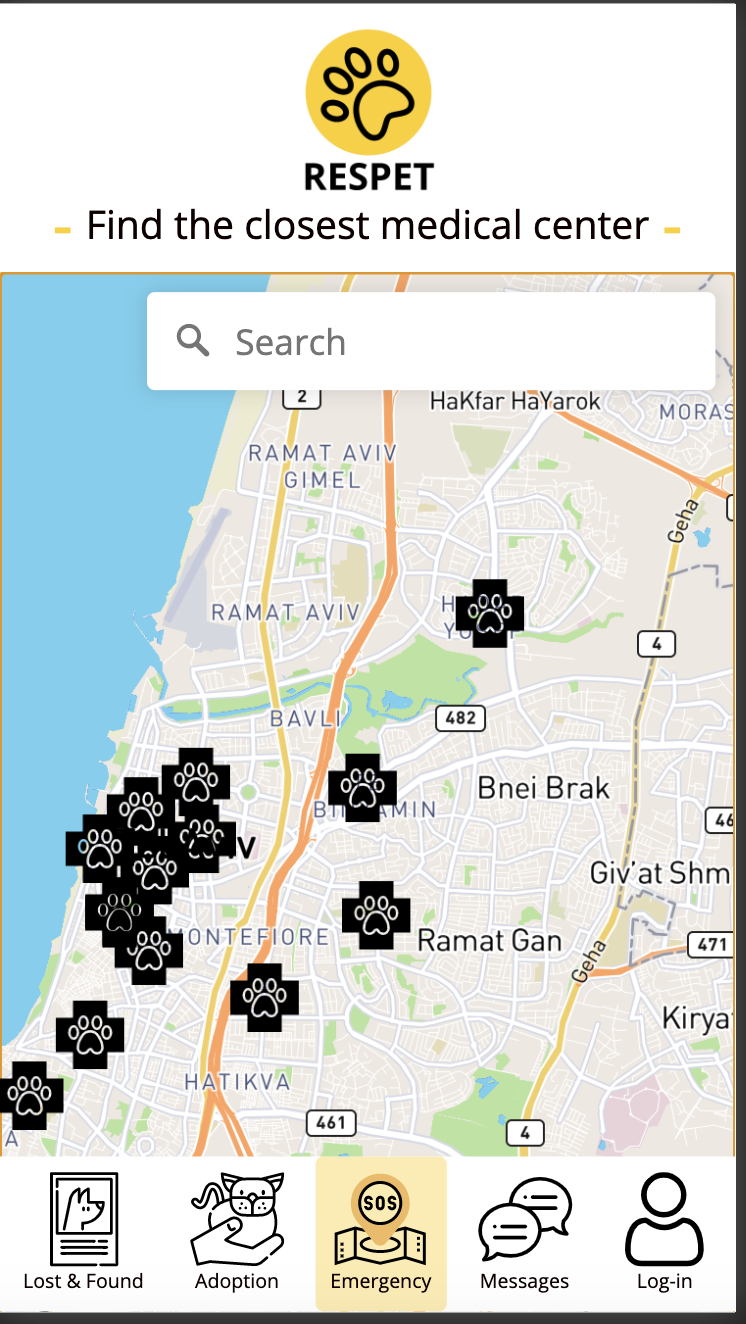 RESPET
- Find the closest medical center -
Search
2
HaKfar HaYarok
MORAS
RAMAT AVIV
GIMEL
Geha
RAMAT AVIV
4
BAVLI
482
Bnei Brak
46
Giv'at Shm
MONTEFIORE
Ramat Gan
471
Geha
Kirya
HATIKVA
461
4
A
SOS
Lost & Found
Adoption
Emergency
Messages
Log-in